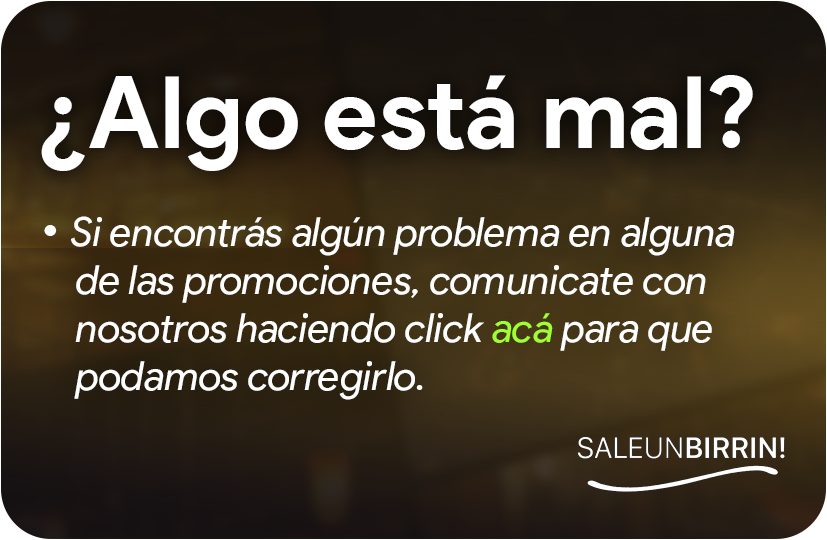 ¿Algo está mal?
• Si encontrás algún problema en alguna
de las promociones, comunicate con
nosotros haciendo click acá para que
podamos corregirlo.
SALEUNBIRRIN!